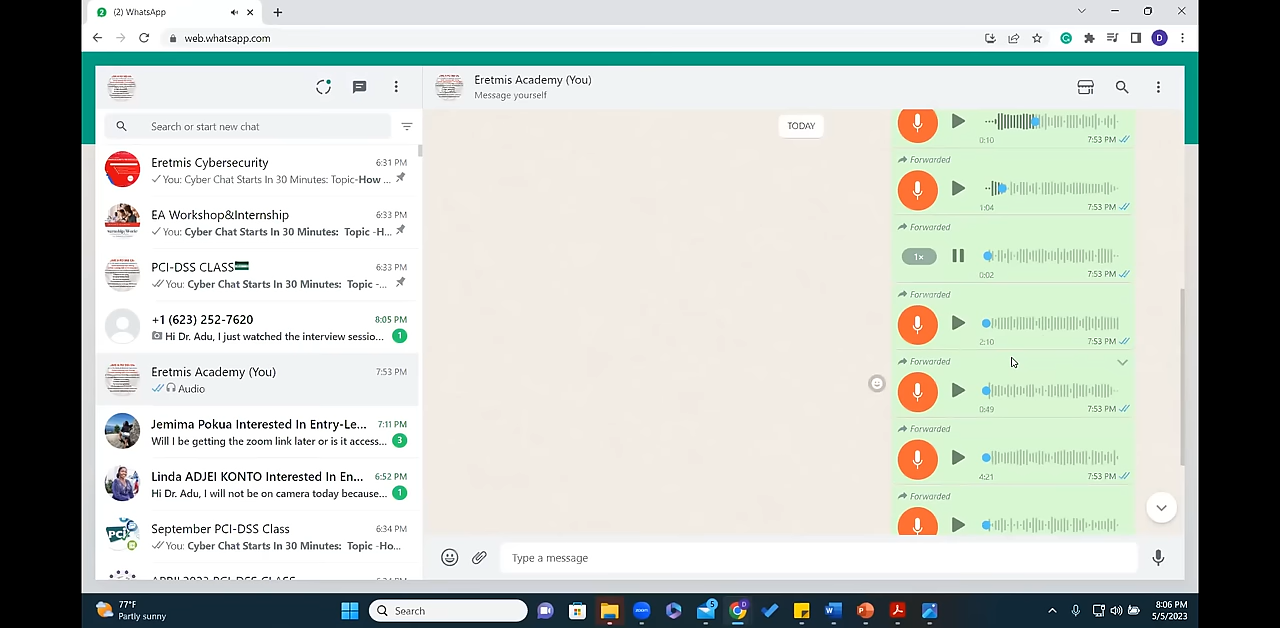 (2) WhatsApp
web.whatsapp.com
D
Search or start new chat
Eretmis Cybersecurity 6:31 PM
You: Cyber Chat Starts In 30 Minutes: Topic-How ...
EA Workshop&Internship 6:33 PM
You: Cyber Chat Starts In 30 Minutes: Topic -H...
PCI-DSS CLASS 6:33 PM
You: Cyber Chat Starts In 30 Minutes: Topic -...
+1 (623) 252-7620 8:05 PM
Hi Dr. Adu, I just watched the interview sessio... 1
Eretmis Academy (You) 7:53 PM
Audio
Jemima Pokua Interested In Entry-Le... 7:11 PM
Will I be getting the zoom link later or is it access... 3
Linda ADJEI KONTO Interested In En... 6:52 PM
Hi Dr. Adu, I will not be on camera today because... 1
September PCI-DSS Class 6:34 PM
You: Cyber Chat Starts In 30 Minutes: Topic -Ho...
Eretmis Academy (You)
Message yourself
TODAY
0:10 7:53 PM
Forwarded
1:04 7:53 PM
Forwarded
1×
0:02 7:53 PM
Forwarded
2:10 7:53 PM
Forwarded
0:49 7:53 PM
Forwarded
4:21 7:53 PM
Forwarded
Type a message
77°F
Partly sunny
Search
zoom
8:06 PM
5/5/2023